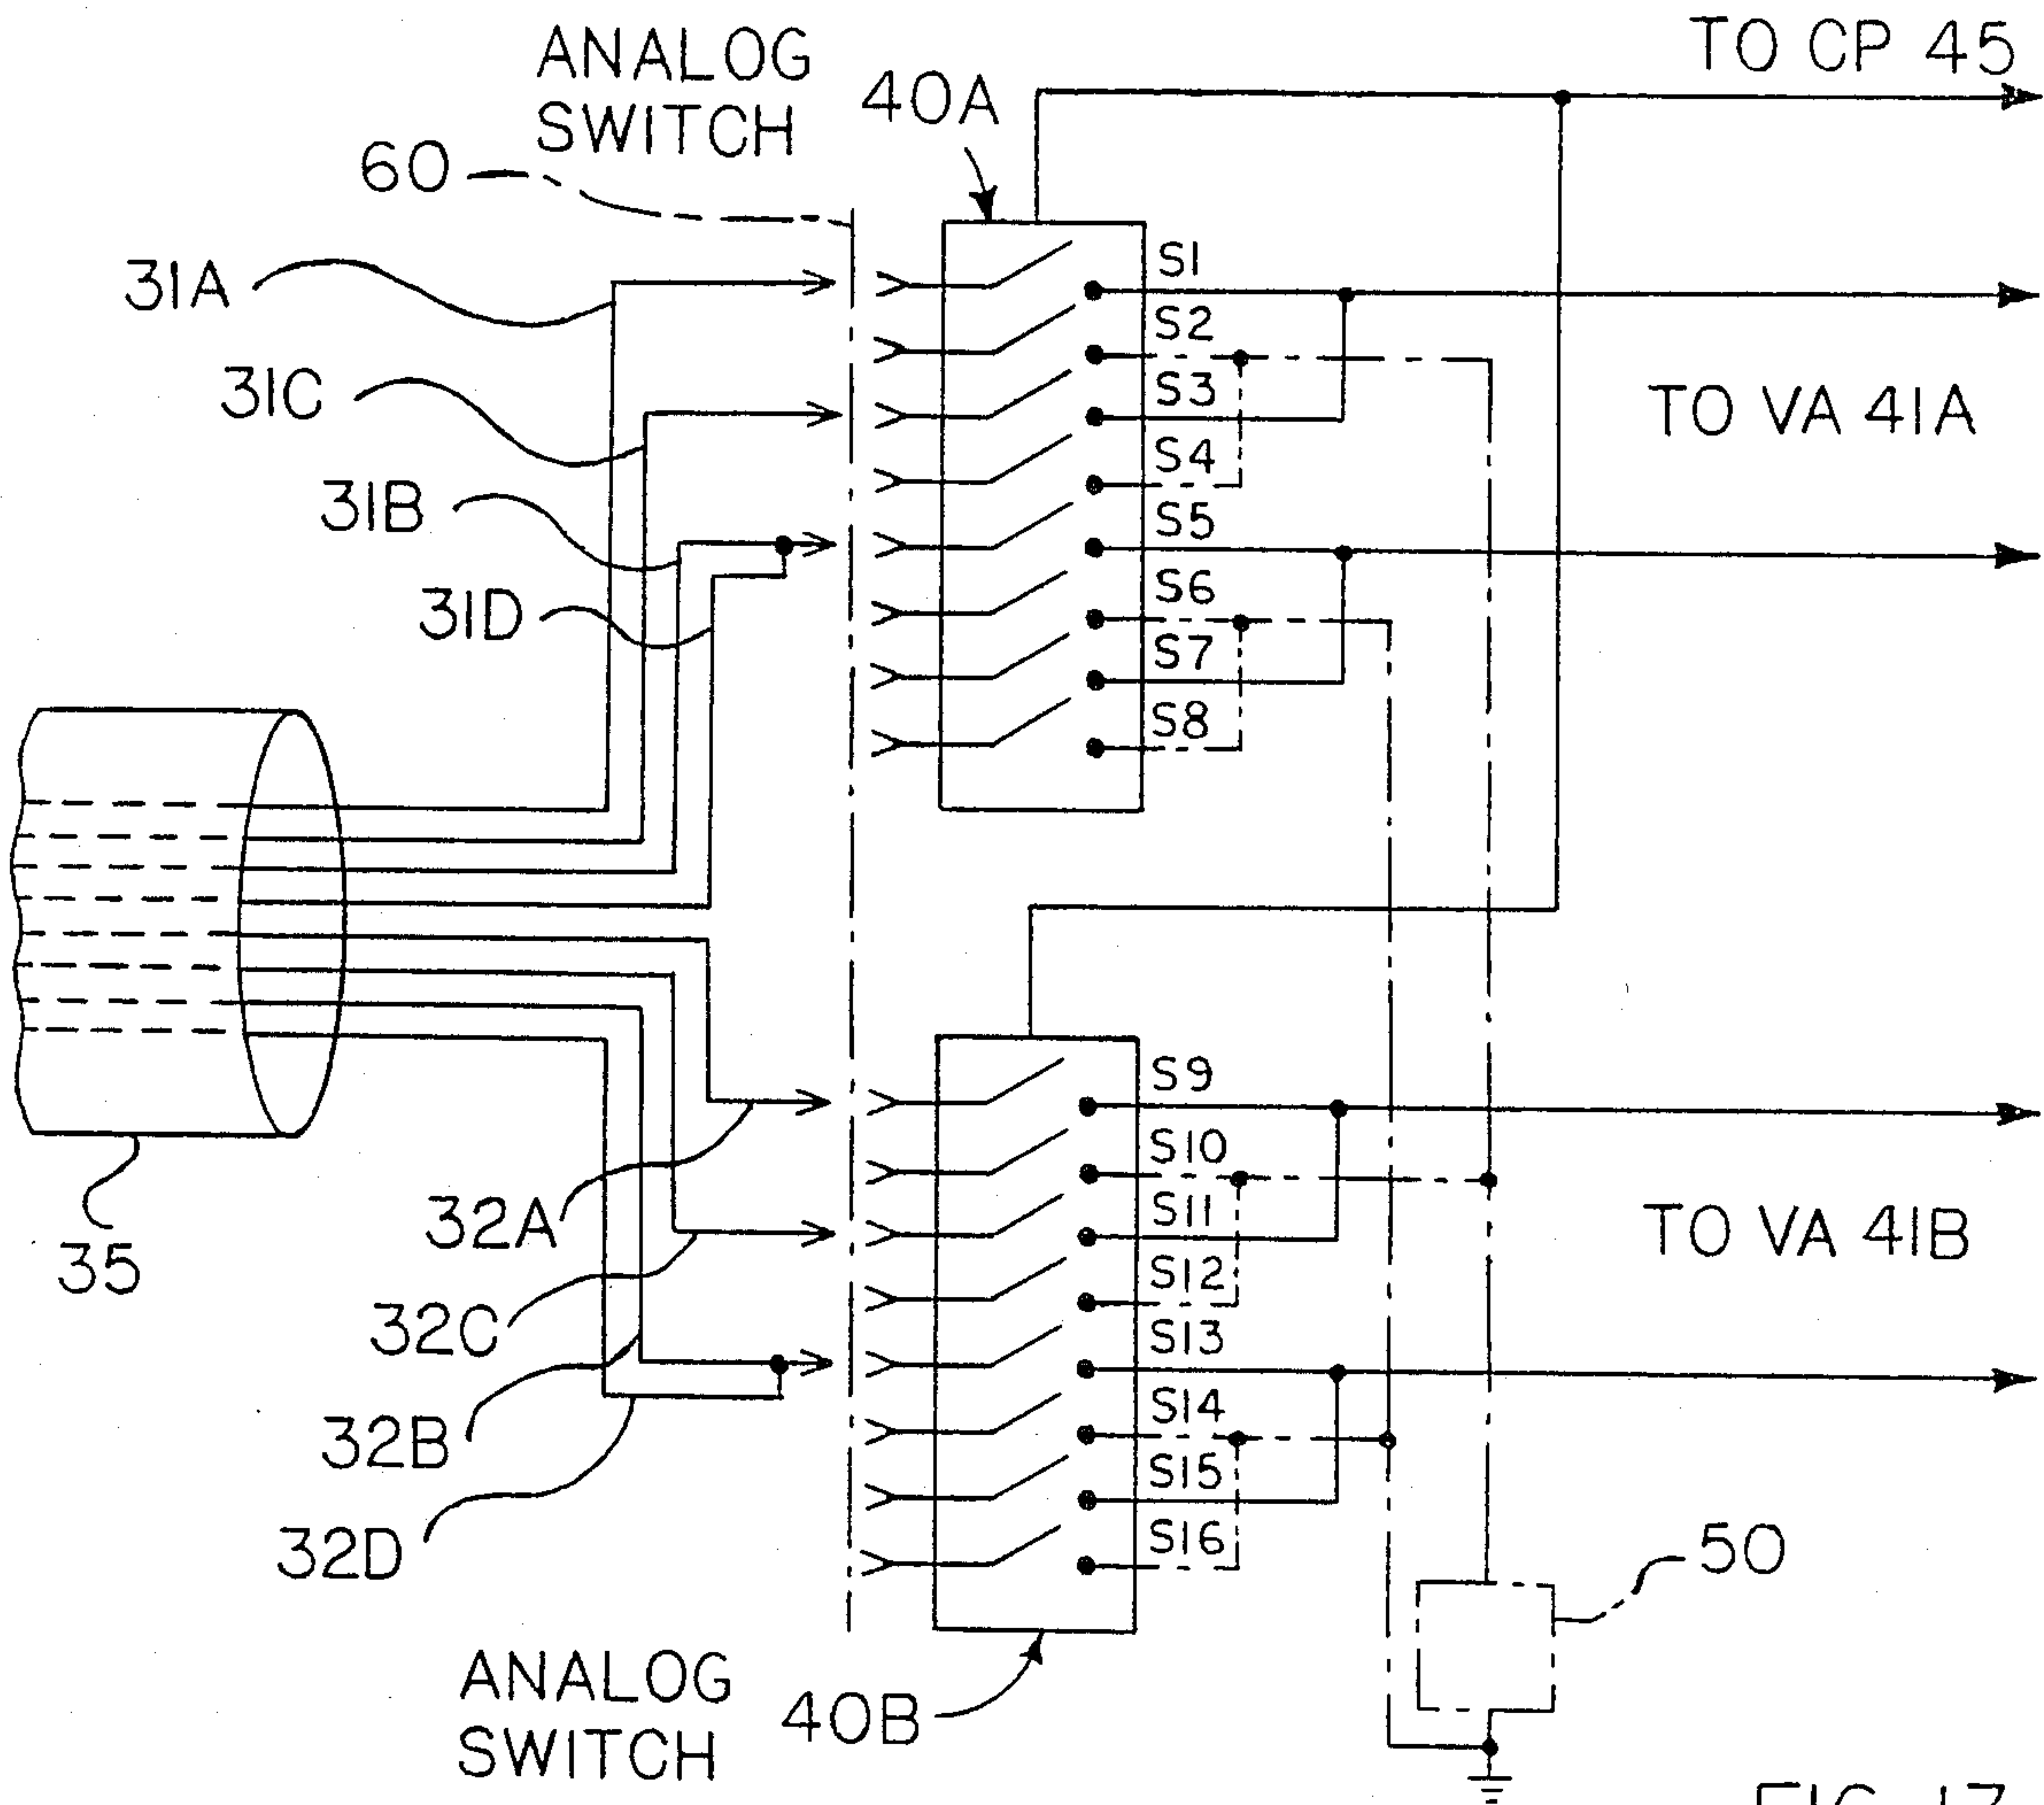 TO CP 45
ANALOG
SWITCH
40A
60
31A
S1
S2
31C
S3
TO VA 41A
S4
31B
S5
31D
S6
S7
S8
S9
S10
32A
S11
TO VA 41B
35
S12
32C
S13
32B
S14
S15
32D
S16
50
ANALOG
SWITCH
40B
FIG. 17